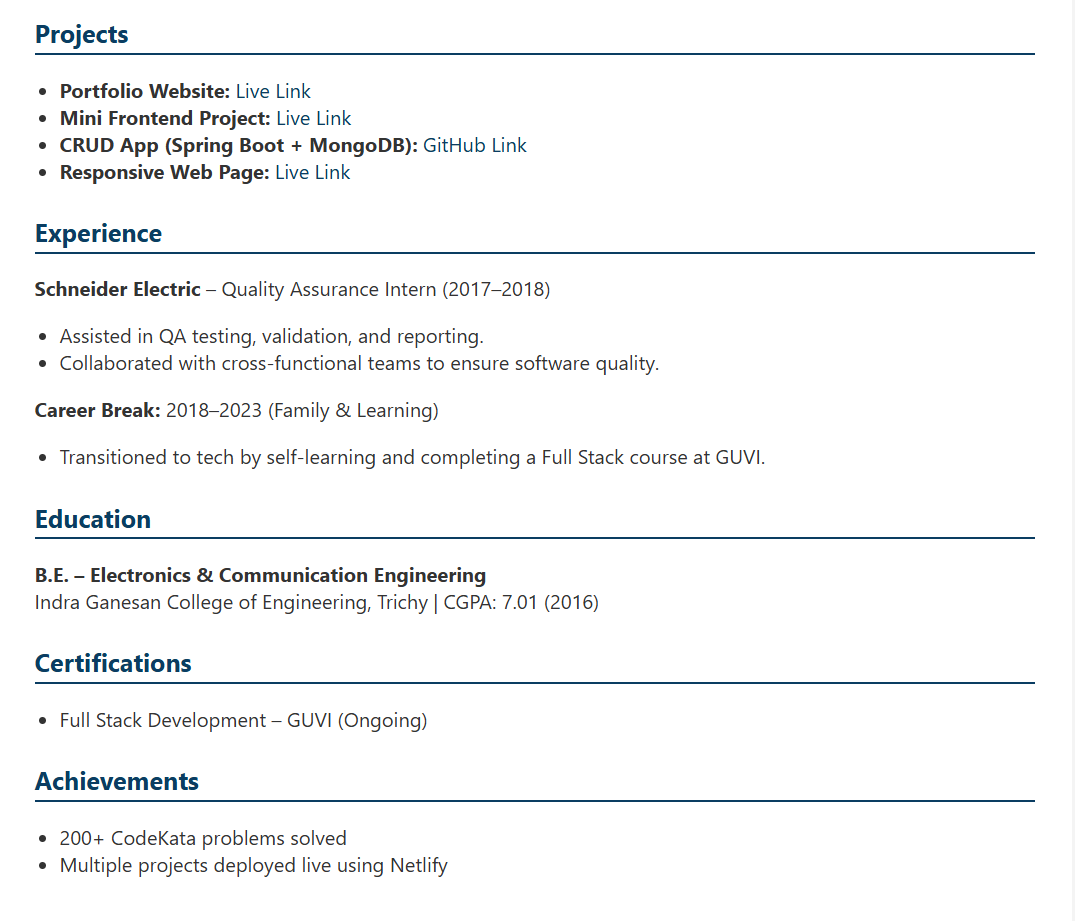 Projects
• Portfolio Website: Live Link
• Mini Frontend Project: Live Link
• CRUD App (Spring Boot + MongoDB): GitHub Link
• Responsive Web Page: Live Link
Experience
Schneider Electric – Quality Assurance Intern (2017–2018)
• Assisted in QA testing, validation, and reporting.
• Collaborated with cross-functional teams to ensure software quality.
Career Break: 2018–2023 (Family & Learning)
• Transitioned to tech by self-learning and completing a Full Stack course at GUVI.
Education
B.E. – Electronics & Communication Engineering
Indra Ganesan College of Engineering, Trichy | CGPA: 7.01 (2016)
Certifications
• Full Stack Development – GUVI (Ongoing)
Achievements
• 200+ CodeKata problems solved
• Multiple projects deployed live using Netlify